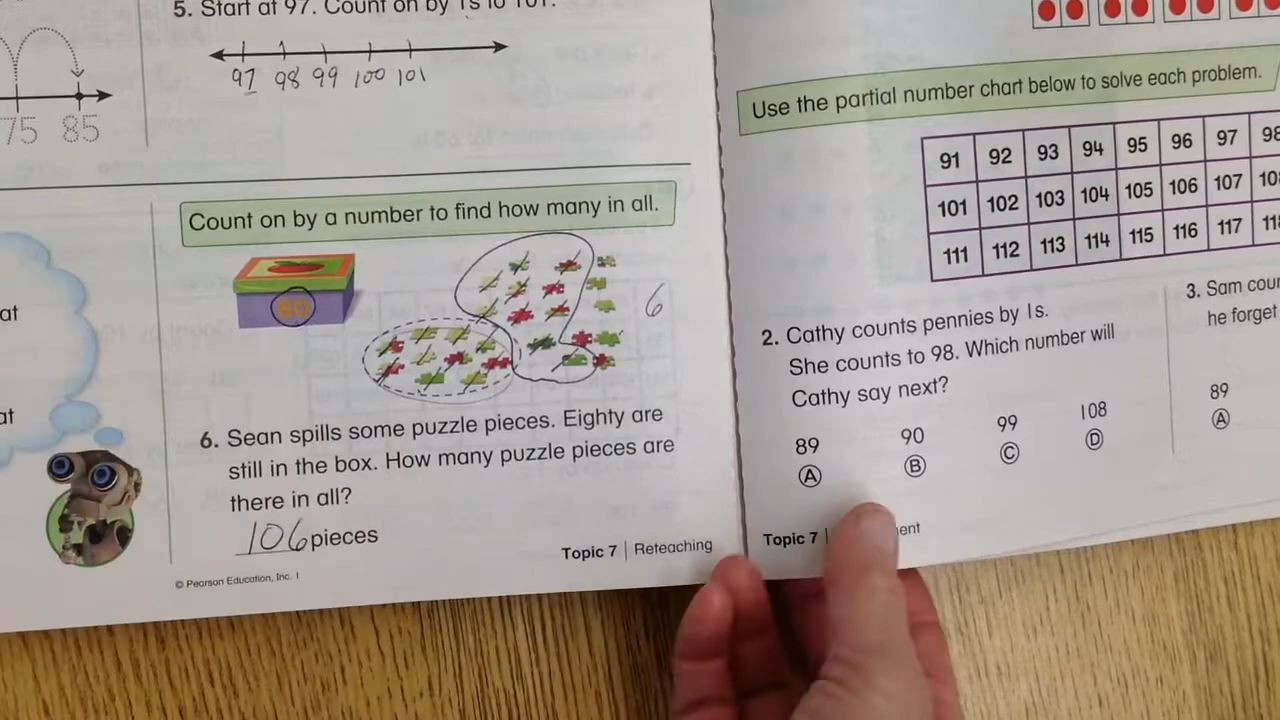 5. Start at 97. Count on by 1s to 101.
97 98 99 100 101
75 85
Count on by a number to find how many in all.
80
6
at
at
6. Sean spills some puzzle pieces. Eighty are
still in the box. How many puzzle pieces are
there in all?
106 pieces
Topic 7 | Reteaching
© Pearson Education, Inc. 1
Use the partial number chart below to solve each problem.
91 92 93 94 95 96 97 98
101 102 103 104 105 106 107
111 112 113 114 115 116 117
2. Cathy counts pennies by 1s.
She counts to 98. Which number will
Cathy say next?
89 90 99 108
A B C D
3. Sam
he forget
89
A
Topic 7